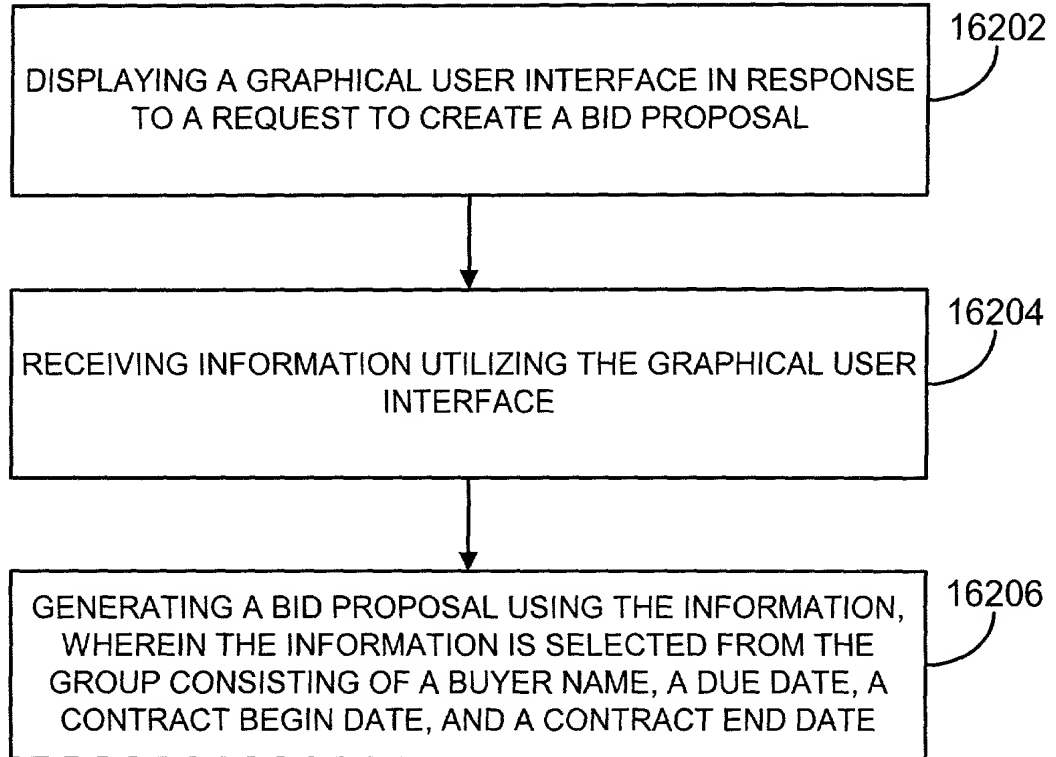 16202
DISPLAYING A GRAPHICAL USER INTERFACE IN RESPONSE
TO A REQUEST TO CREATE A BID PROPOSAL
16204
RECEIVING INFORMATION UTILIZING THE GRAPHICAL USER
INTERFACE
16206
GENERATING A BID PROPOSAL USING THE INFORMATION,
WHEREIN THE INFORMATION IS SELECTED FROM THE
GROUP CONSISTING OF A BUYER NAME, A DUE DATE, A
CONTRACT BEGIN DATE, AND A CONTRACT END DATE